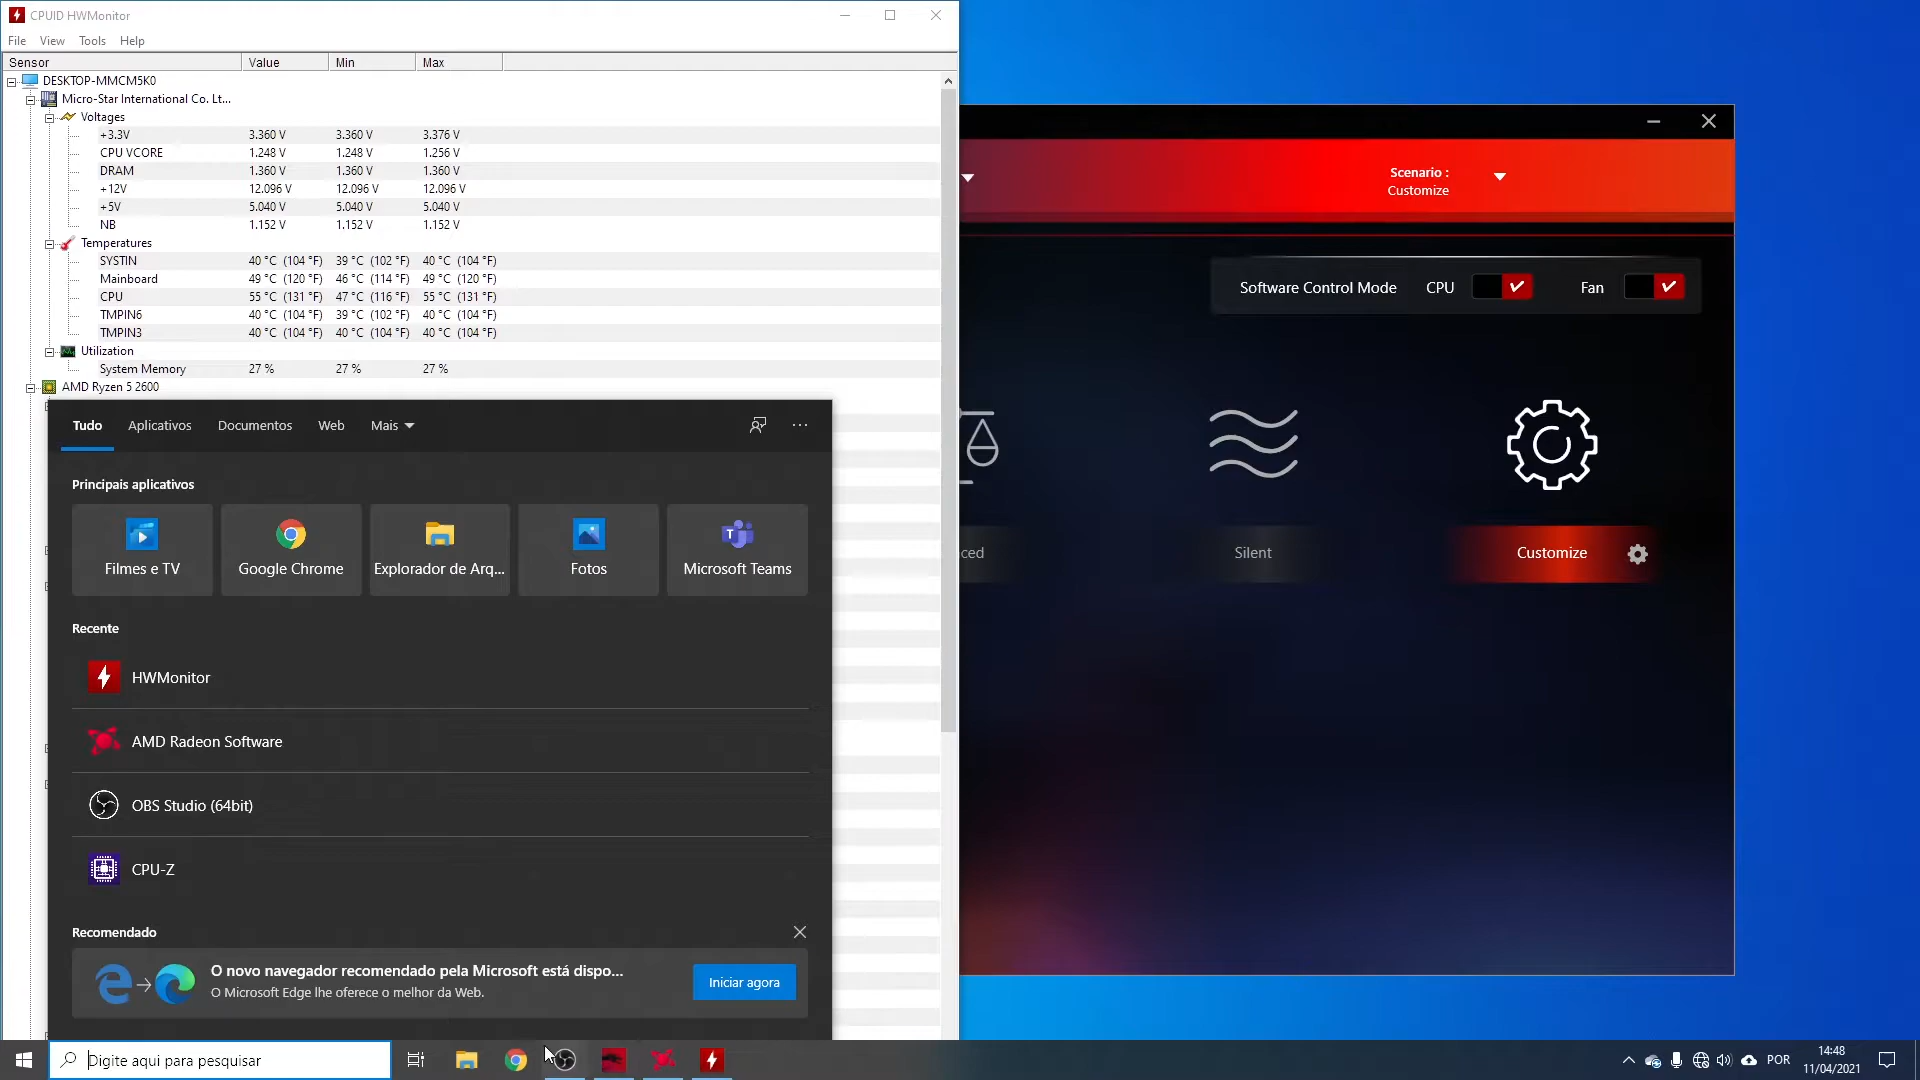 CPUID HWMonitor
File View Tools Help
Sensor Value Min Max
DESKTOP-MMCM5K0
Micro-Star International Co. Lt...
Voltages
+3.3V 3.360 V 3.360 V 3.376 V
CPU VCORE 1.248 V 1.248 V 1.256 V
DRAM 1.360 V 1.360 V 1.360 V
+12V 12.096 V 12.096 V 12.096 V
+5V 5.040 V 5.040 V 5.040 V
NB 1.152 V 1.152 V 1.152 V
Temperatures
SYSTIN 40 °C (104 °F) 39 °C (102 °F) 40 °C (104 °F)
Mainboard 49 °C (120 °F) 46 °C (114 °F) 49 °C (120 °F)
CPU 55 °C (131 °F) 47 °C (116 °F) 55 °C (131 °F)
TMPIN6 40 °C (104 °F) 39 °C (102 °F) 40 °C (104 °F)
TMPIN3 40 °C (104 °F) 40 °C (104 °F) 40 °C (104 °F)
Utilization
System Memory 27 % 27 % 27 %
AMD Ryzen 5 2600
Tudo Aplicativos Documentos Web Mais
Principais aplicativos
Filmes e TV Google Chrome Explorador de Arq... Fotos Microsoft Teams
Recente
HWMonitor
AMD Radeon Software
OBS Studio (64bit)
CPU-Z
Recomendado
O novo navegador recomendado pela Microsoft está dispo...
O Microsoft Edge lhe oferece o melhor da Web.
Iniciar agora
Scenario :
Customize
Software Control Mode CPU Fan
ced Silent Customize
Digite aqui para pesquisar
POR
14:48
11/04/2021